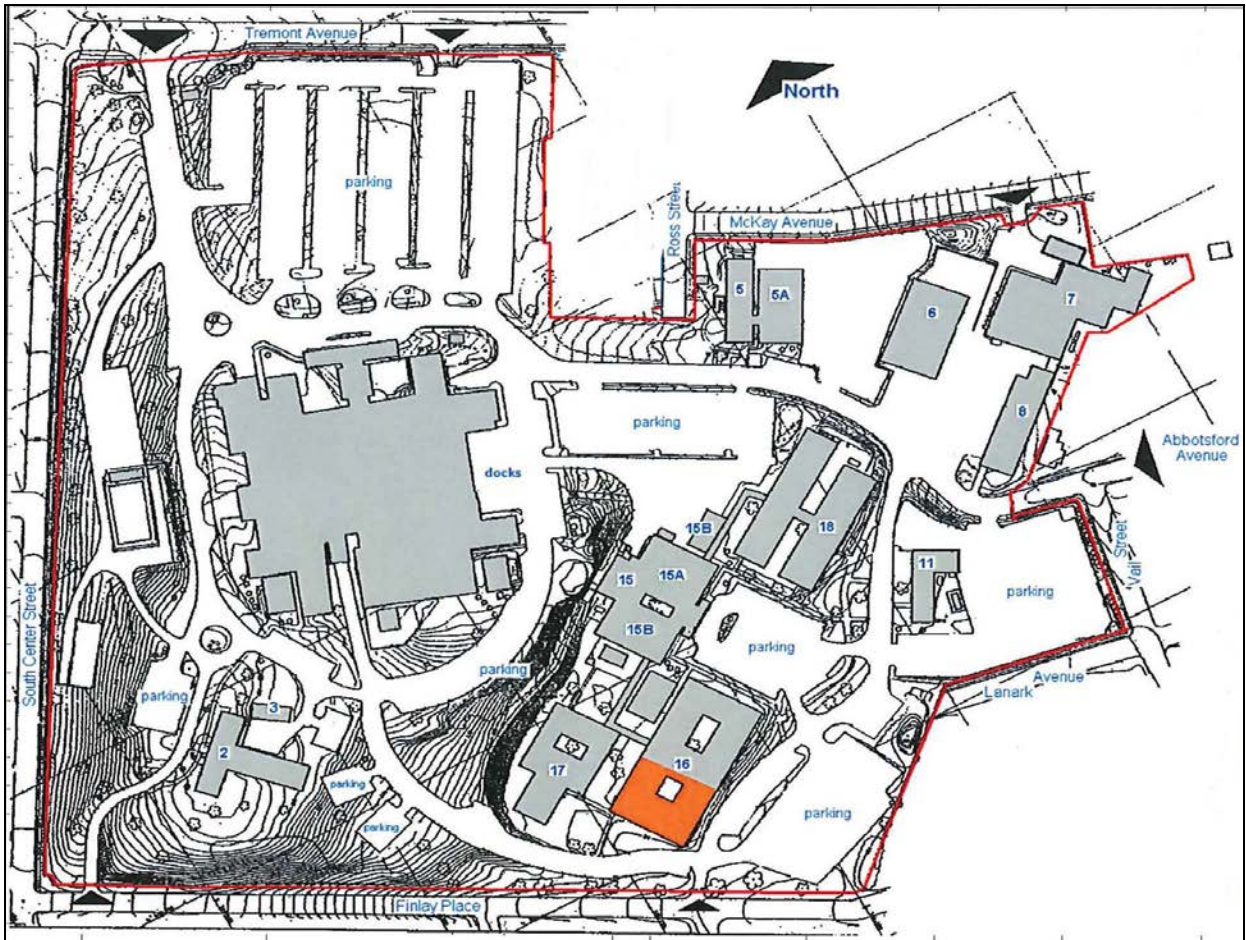 Tremont Avenue
North
parking
Ross Street
McKay Avenue
5
5A
6
7
8
parking
docks
Abbotsford
Avenue
South Center Street
15B
18
15
15A
11
Vail Street
15B
parking
parking
parking
parking
Avenue
Lanark
3
2
17
16
parking
parking
parking
Finlay Place